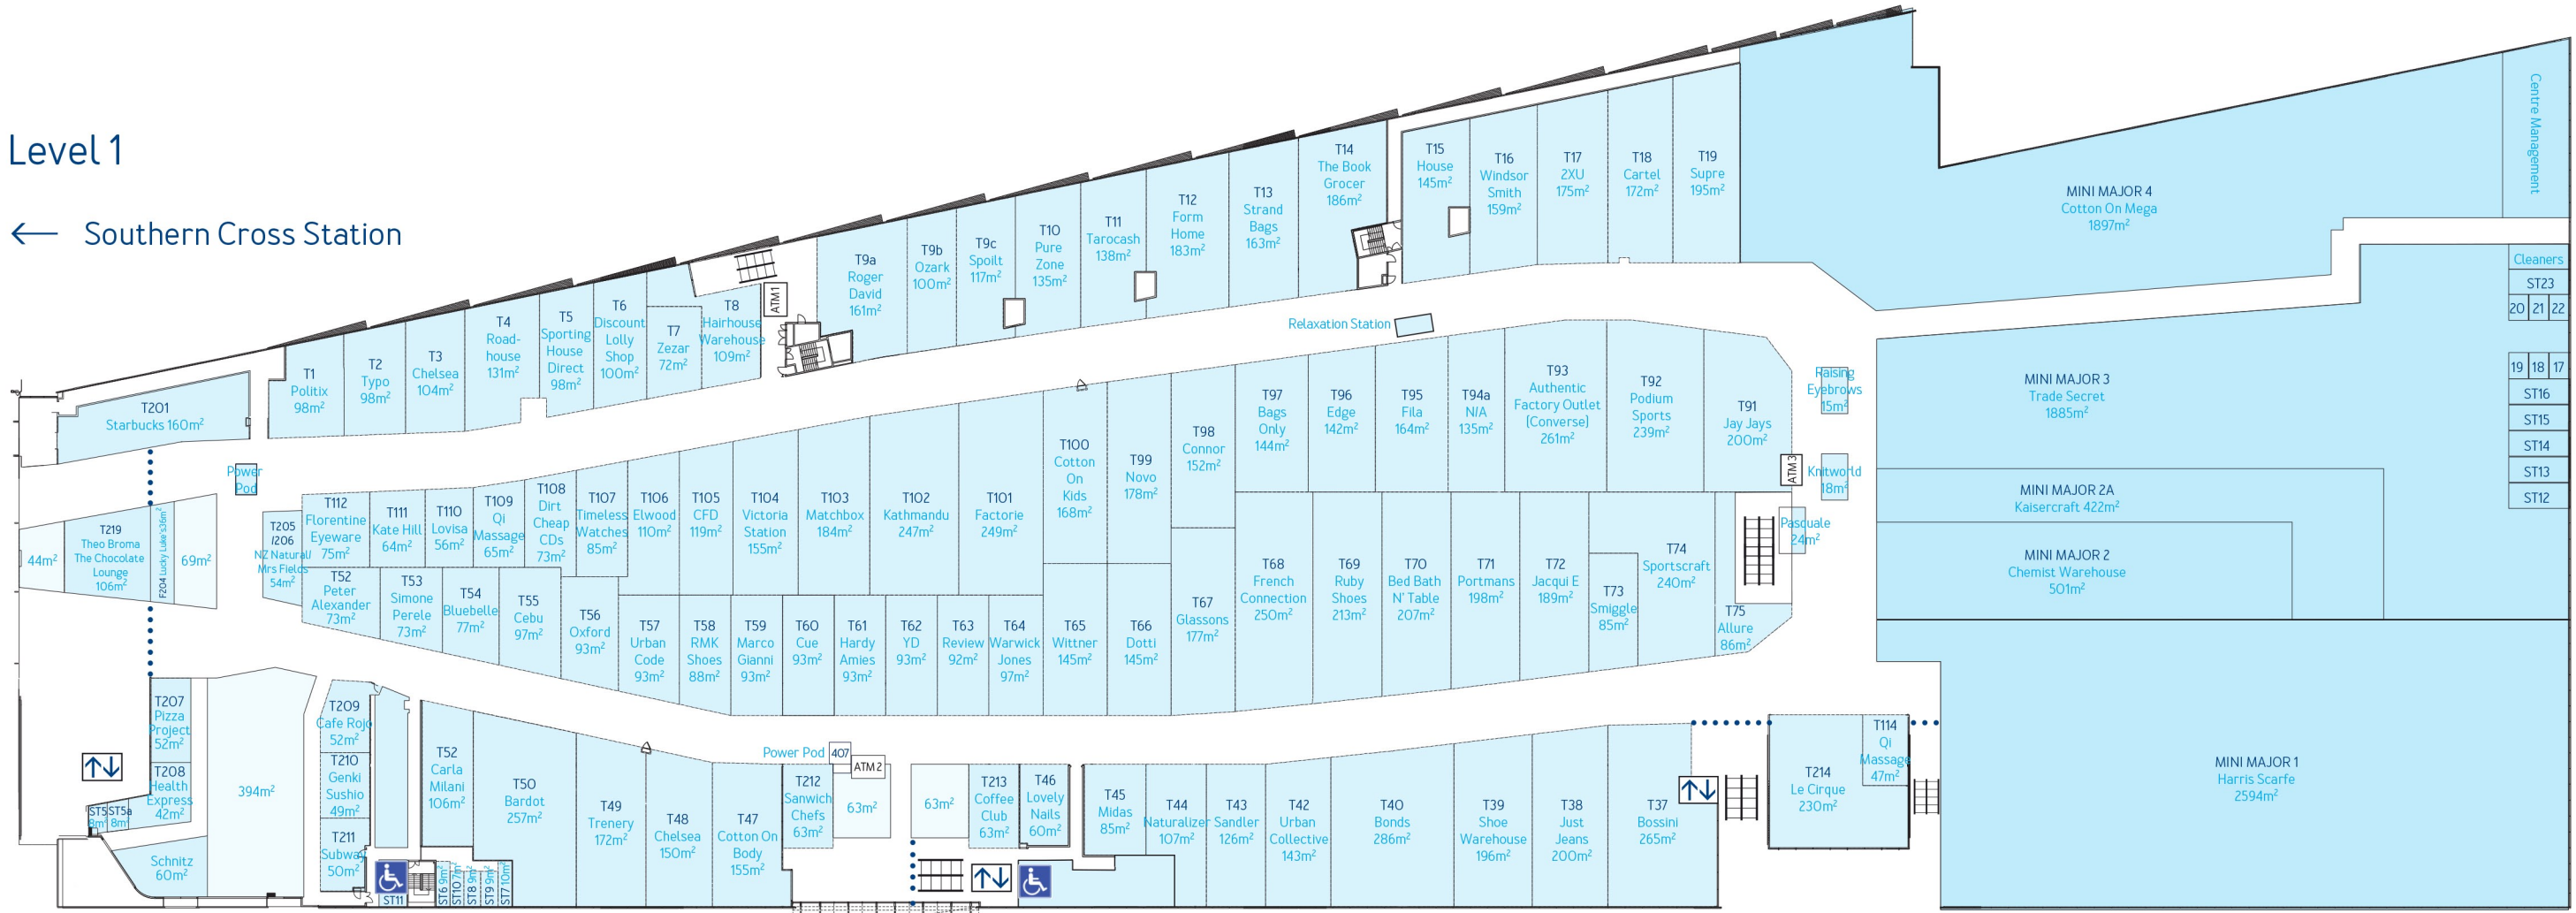 Level 1
← Southern Cross Station
T201
Starbucks 160m²
Power
Pod
T1
Politix
98m²
T2
Typo
98m²
T3
Chelsea
104m²
T4
Road-
house
131m²
T5
Sporting
House
Direct
98m²
T6
Discount
Lolly
Shop
100m²
T7
Zezar
72m²
T8
Hairhouse
Warehouse
109m²
ATM1
T9a
Roger
David
161m²
T9b
Ozark
100m²
T9c
Spoilt
117m²
T10
Pure
Zone
135m²
T11
Tarocash
138m²
T12
Form
Home
183m²
T13
Strand
Bags
163m²
T14
The Book
Grocer
186m²
T15
House
145m²
T16
Windsor
Smith
159m²
T17
2XU
175m²
T18
Cartel
172m²
T19
Supre
195m²
MINI MAJOR 4
Cotton On Mega
1897m²
Centre Management
Relaxation Station
Cleaners
ST23
20 21 22
19 18 17
ST16
ST15
ST14
ST13
ST12
44m²
T219
Theo Broma
The Chocolate
Lounge
106m²
F204 Lucky Luke's 36m²
69m²
T205
/206
NZ Natural/
Mrs Fields
54m²
T112
Florentine
Eyeware
75m²
T111
Kate Hill
64m²
T110
Lovisa
56m²
T109
Qi
Massage
65m²
T108
Dirt
Cheap
CDs
73m²
T107
Timeless
Watches
85m²
T106
Elwood
110m²
T105
CFD
119m²
T104
Victoria
Station
155m²
T103
Matchbox
184m²
T102
Kathmandu
247m²
T101
Factorie
249m²
T100
Cotton
On
Kids
168m²
T99
Novo
178m²
T98
Connor
152m²
T97
Bags
Only
144m²
T96
Edge
142m²
T95
Fila
164m²
T94a
N/A
135m²
T93
Authentic
Factory Outlet
(Converse)
261m²
T92
Podium
Sports
239m²
T91
Jay Jays
200m²
ATM3
Raising
Eyebrows
15m²
Knitworld
18m²
Pasquale
24m²
MINI MAJOR 3
Trade Secret
1885m²
MINI MAJOR 2A
Kaisercraft 422m²
MINI MAJOR 2
Chemist Warehouse
501m²
T52
Peter
Alexander
73m²
T53
Simone
Perele
73m²
T54
Bluebelle
77m²
T55
Cebu
97m²
T56
Oxford
93m²
T57
Urban
Code
93m²
T58
RMK
Shoes
88m²
T59
Marco
Gianni
93m²
T60
Cue
93m²
T61
Hardy
Amies
93m²
T62
YD
93m²
T63
Review
92m²
T64
Warwick
Jones
97m²
T65
Wittner
145m²
T66
Dotti
145m²
T67
Glassons
177m²
T68
French
Connection
250m²
T69
Ruby
Shoes
213m²
T70
Bed Bath
N' Table
207m²
T71
Portmans
198m²
T72
Jacqui E
189m²
T73
Smiggle
85m²
T74
Sportscraft
240m²
T75
Allure
86m²
T207
Pizza
Project
52m²
T208
Health
Express
42m²
ST5
8m²
ST5a
8m²
Schnitz
60m²
394m²
T209
Cafe Rojo
52m²
T210
Genki
Sushio
49m²
T211
Subway
50m²
ST11
T52
Carla
Milani
106m²
ST6 9m²
ST10 7m²
ST8 9m²
ST9 9m²
ST7 10m²
T50
Bardot
257m²
T49
Trenery
172m²
T48
Chelsea
150m²
T47
Cotton On
Body
155m²
Power Pod 407
ATM2
T212
Sanwich
Chefs
63m²
63m²
63m²
T213
Coffee
Club
63m²
T46
Lovely
Nails
60m²
T45
Midas
85m²
T44
Naturalizer
107m²
T43
Sandler
126m²
T42
Urban
Collective
143m²
T40
Bonds
286m²
T39
Shoe
Warehouse
196m²
T38
Just
Jeans
200m²
T37
Bossini
265m²
T214
Le Cirque
230m²
T114
Qi
Massage
47m²
MINI MAJOR 1
Harris Scarfe
2594m²